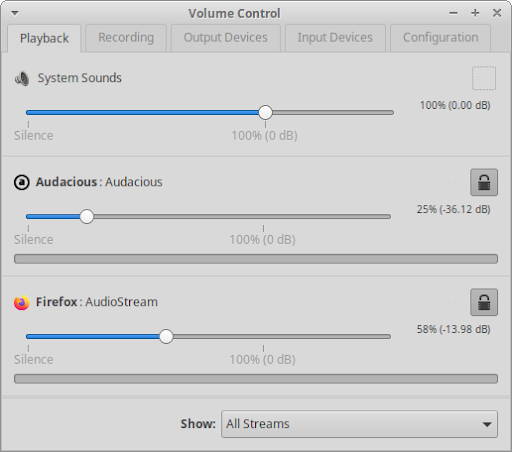 Volume Control
Playback Recording Output Devices Input Devices Configuration
System Sounds
100% (0.00 dB)
Silence 100% (0 dB)
Audacious : Audacious
25% (-36.12 dB)
Silence 100% (0 dB)
Firefox : AudioStream
58% (-13.98 dB)
Silence 100% (0 dB)
Show: All Streams